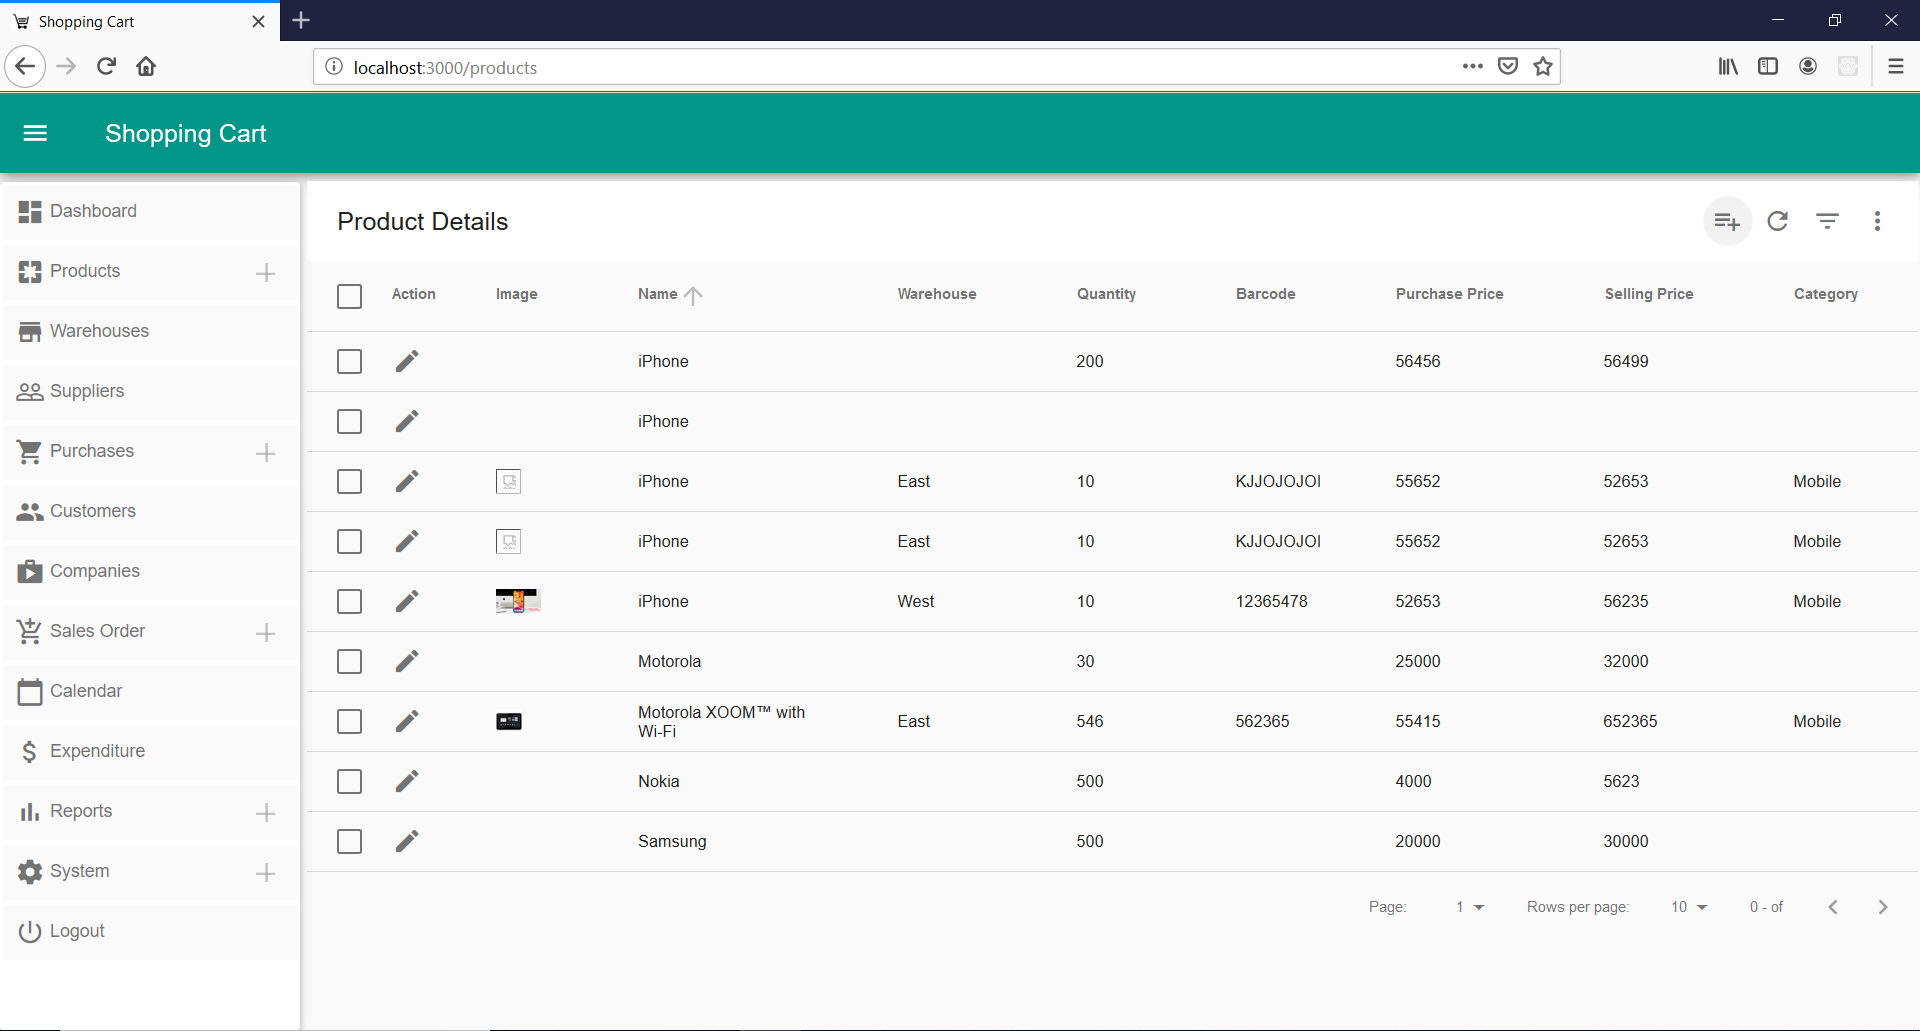 Shopping Cart
localhost:3000/products
Shopping Cart
Dashboard
Products
Warehouses
Suppliers
Purchases
Customers
Companies
Sales Order
Calendar
Expenditure
Reports
System
Logout
Product Details
Action Image Name Warehouse Quantity Barcode Purchase Price Selling Price Category
iPhone 200 56456 56499
iPhone
iPhone East 10 KJJOJOJOI 55652 52653 Mobile
iPhone East 10 KJJOJOJOI 55652 52653 Mobile
iPhone West 10 12365478 52653 56235 Mobile
Motorola 30 25000 32000
Motorola XOOM™ with
Wi-Fi East 546 562365 55415 652365 Mobile
Nokia 500 4000 5623
Samsung 500 20000 30000
Page: 1 Rows per page: 10 0 - of